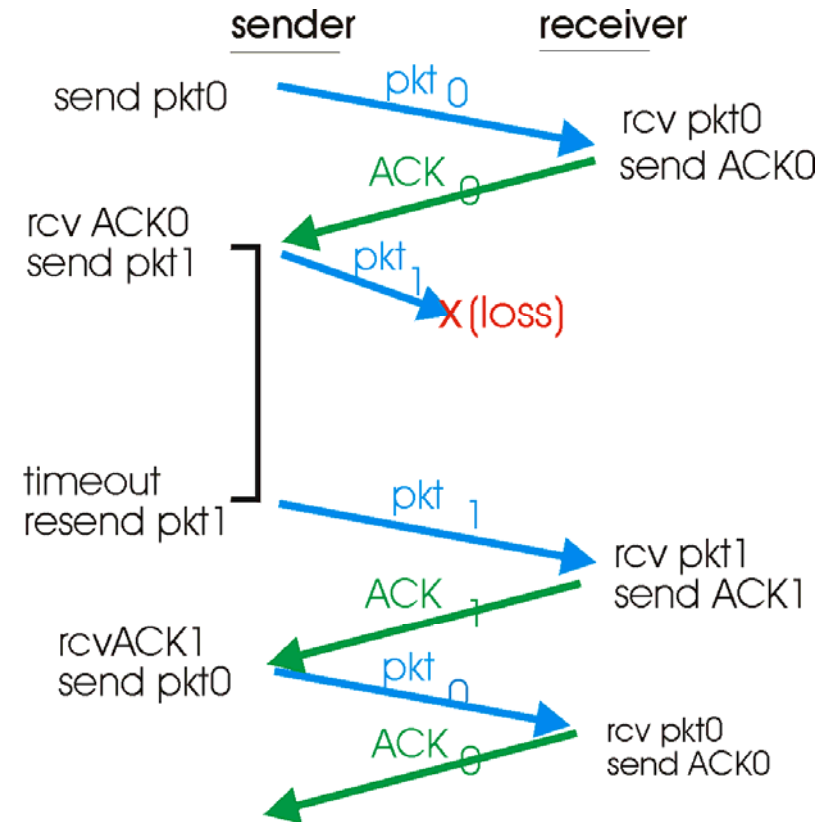 sender
receiver
send pkt0
pkt 0
rcv pkt0
send ACK0
ACK 0
rcv ACK0
send pkt1
pkt 1
X (loss)
timeout
resend pkt1
pkt 1
rcv pkt1
send ACK1
ACK 1
rcvACK1
send pkt0
pkt 0
rcv pkt0
send ACK0
ACK 0